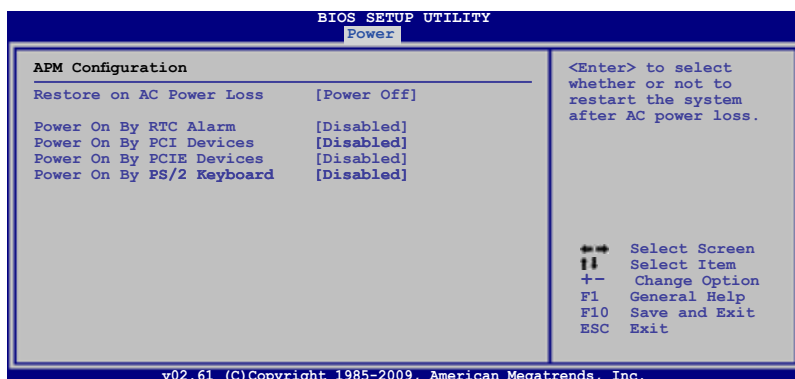 BIOS SETUP UTILITY
Power
APM Configuration
Restore on AC Power Loss [Power Off]
Power On By RTC Alarm [Disabled]
Power On By PCI Devices [Disabled]
Power On By PCIE Devices [Disabled]
Power On By PS/2 Keyboard [Disabled]
<Enter> to select
whether or not to
restart the system
after AC power loss.
←→ Select Screen
↑↓ Select Item
+- Change Option
F1 General Help
F10 Save and Exit
ESC Exit
v02.61 (C)Copyright 1985-2009, American Megatrends, Inc.